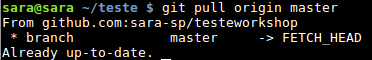 sara@sara ~/teste $ git pull origin master
From github.com:sara-sp/testeworkshop
 * branch            master     -> FETCH_HEAD
Already up-to-date.